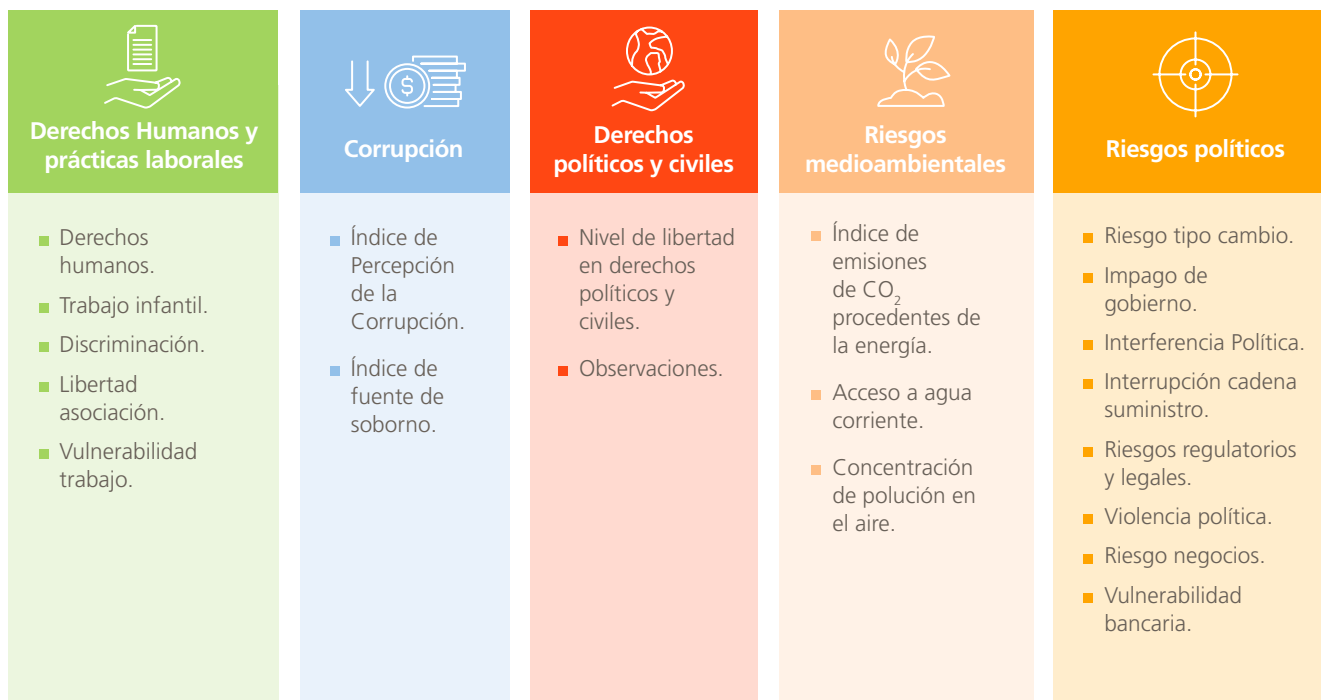 Derechos Humanos y
prácticas laborales
Derechos
humanos.
Trabajo infantil.
Discriminación.
Libertad
asociación.
Vulnerabilidad
trabajo.
$
Corrupción
Índice de
Percepción
de la
Corrupción.
Índice de
fuente de
soborno.
Derechos
políticos y civiles
Nivel de libertad
en derechos
políticos y
civiles.
Observaciones.
Riesgos
medioambientales
Índice de
emisiones
de CO₂
procedentes de
la energía.
Acceso a agua
corriente.
Concentración
de polución en
el aire.
Riesgos políticos
Riesgo tipo cambio.
Impago de
gobierno.
Interferencia Política.
Interrupción cadena
suministro.
Riesgos regulatorios
y legales.
Violencia política.
Riesgo negocios.
Vulnerabilidad
bancaria.